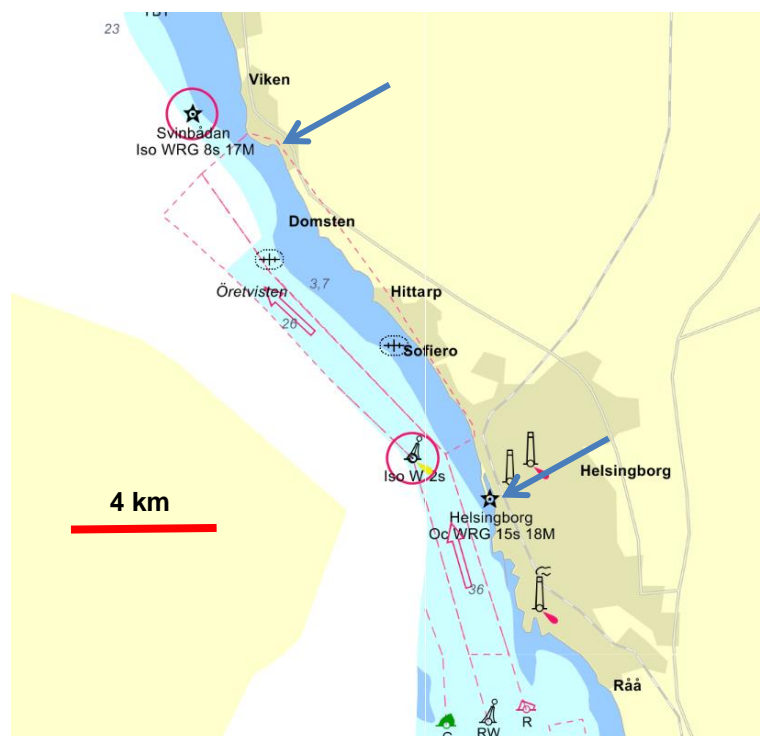 23
Viken
Svinbådan
Iso WRG 8s 17M
Domsten
Öretvisten
3,7
Hittarp
26
Sofiero
Iso W 2s
Helsingborg
4 km
Helsingborg
Oc WRG 15s 18M
36
Råå
R
RW